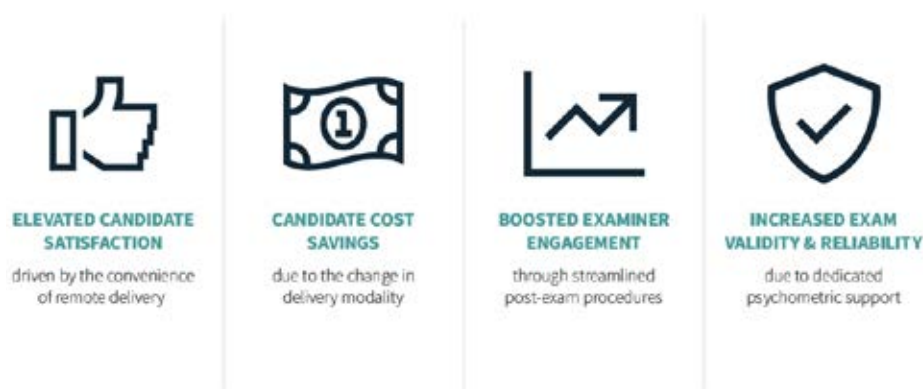 1
ELEVATED CANDIDATE
SATISFACTION
driven by the convenience
of remote delivery
CANDIDATE COST
SAVINGS
due to the change in
delivery modality
BOOSTED EXAMINER
ENGAGEMENT
through streamlined
post-exam procedures
INCREASED EXAM
VALIDITY & RELIABILITY
due to dedicated
psychometric support